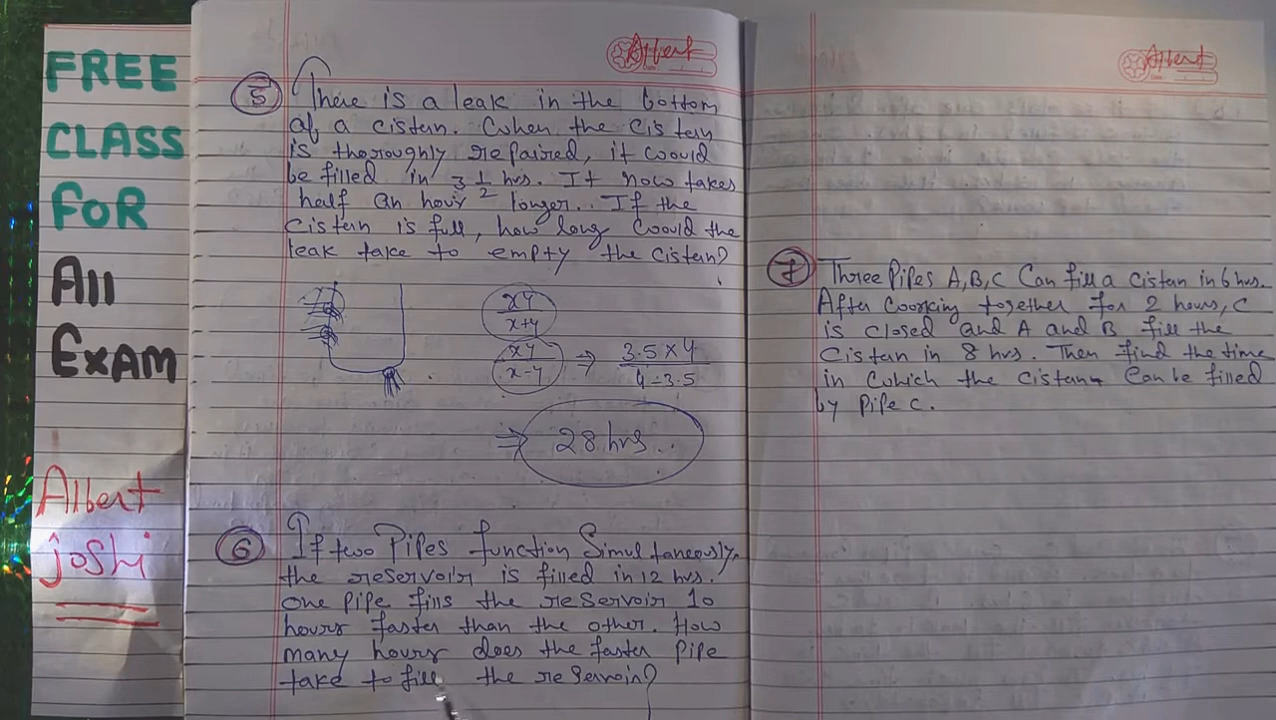 FREE
CLASS
FOR
All
EXAM
Albert
joshi
Albert
5 There is a leak in the bottom
of a cistern. When the cistern
is thoroughly repaired, it would
be filled in 3 1/2 hrs. It now takes
half an hour longer. If the
cistern is full, how long would the
leak take to empty the cistern?
xy
x+y
xy
x-y
⇒ 3.5 × 4
4-3.5
⇒ 28 hrs.
6 If two Pipes function Simultaneously,
the reservoir is filled in 12 hrs.
one pipe fills the reservoir 10
hours faster than the other. How
many hours does the faster Pipe
take to fill the reservoir?
Albert
7 Three Pipes A, B, C Can fill a cistern in 6 hrs.
After working together for 2 hours, C
is closed and A and B fill the
cistern in 8 hrs. Then find the time
in which the cistern Can be filled
by pipe c.